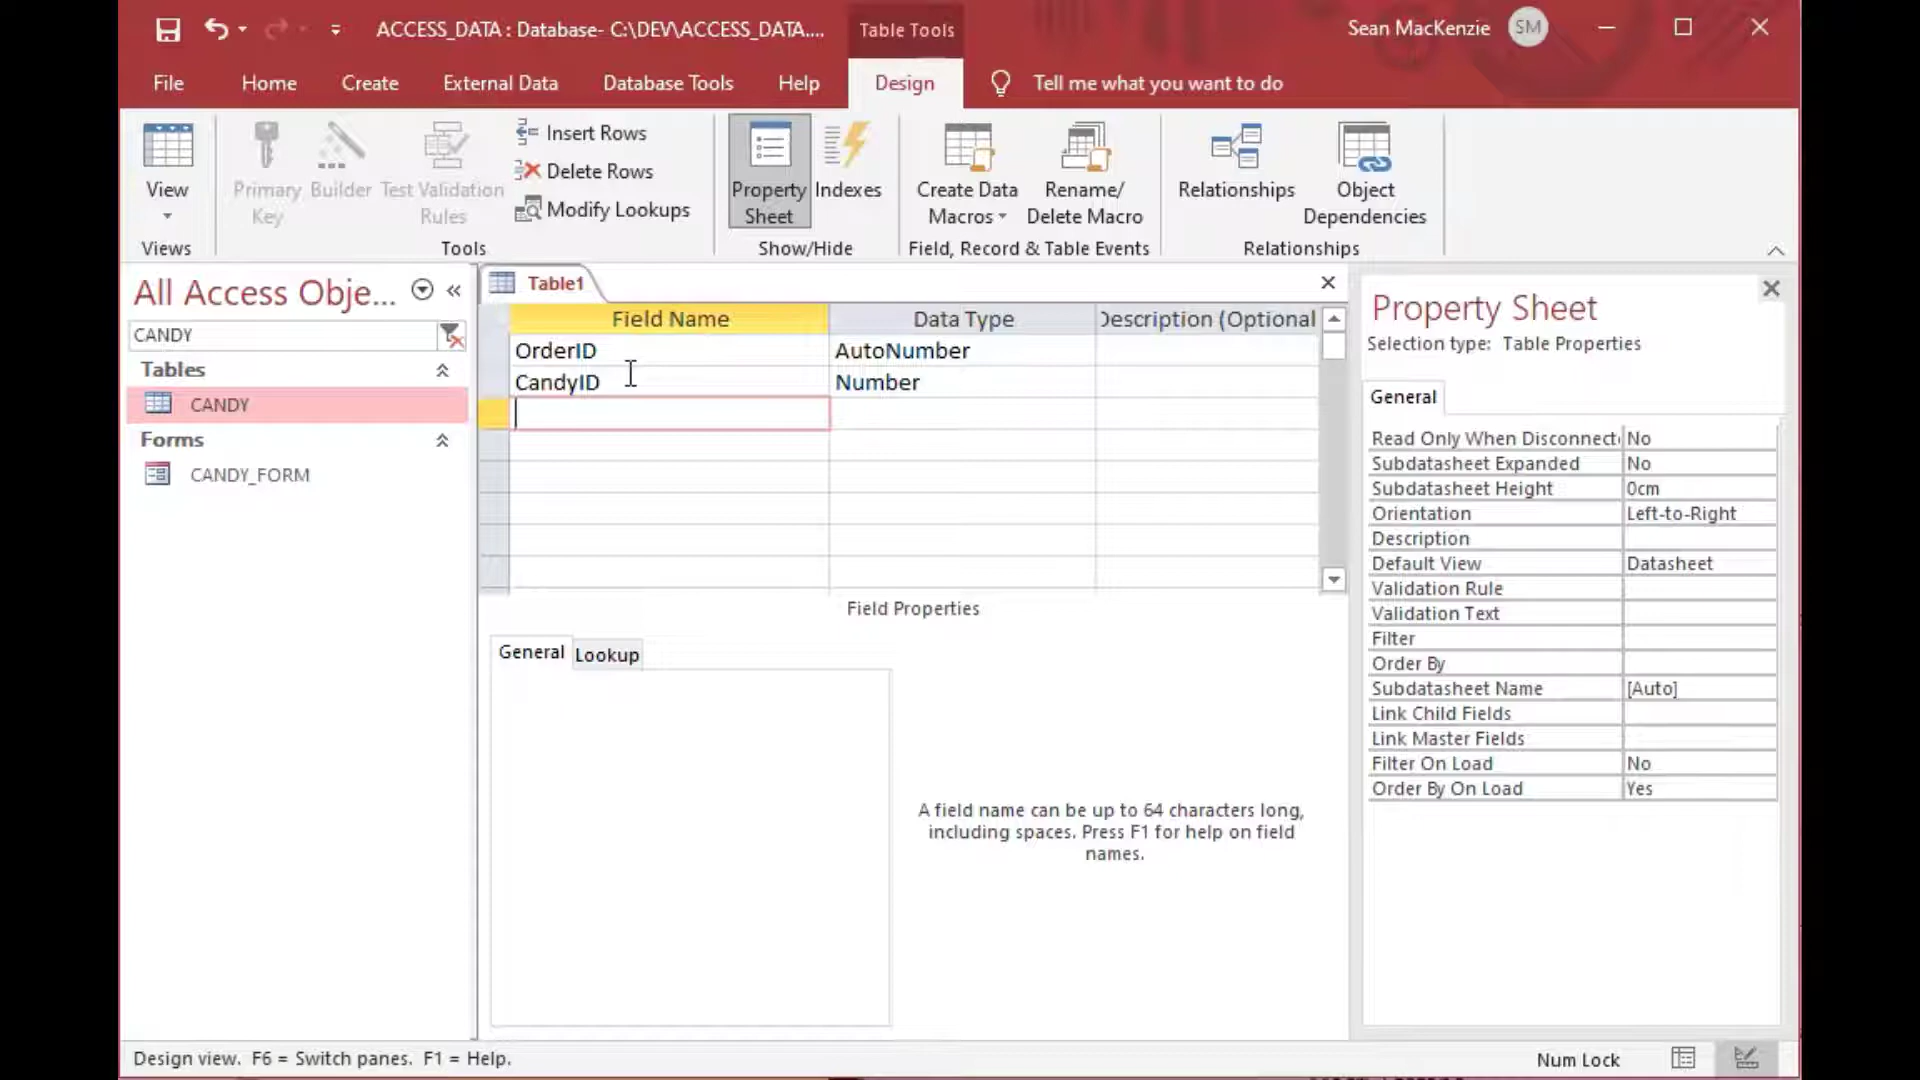 ACCESS_DATA : Database- C:\DEV\ACCESS_DATA....
Table Tools
Sean MacKenzie
SM
File
Home
Create
External Data
Database Tools
Help
Design
Tell me what you want to do
View
Primary
Key
Builder
Test Validation
Rules
Insert Rows
Delete Rows
Modify Lookups
Property
Sheet
Indexes
Create Data
Macros
Rename/
Delete Macro
Relationships
Object
Dependencies
Views
Tools
Show/Hide
Field, Record & Table Events
Relationships
All Access Obje...
CANDY
Tables
CANDY
Forms
CANDY_FORM
Table1
Field Name
Data Type
Description (Optional
OrderID
AutoNumber
CandyID
Number
Field Properties
General
Lookup
A field name can be up to 64 characters long,
including spaces. Press F1 for help on field
names.
Property Sheet
Selection type: Table Properties
General
Read Only When Disconnect No
Subdatasheet Expanded No
Subdatasheet Height 0cm
Orientation Left-to-Right
Description
Default View Datasheet
Validation Rule
Validation Text
Filter
Order By
Subdatasheet Name [Auto]
Link Child Fields
Link Master Fields
Filter On Load No
Order By On Load Yes
Design view. F6 = Switch panes. F1 = Help.
Num Lock